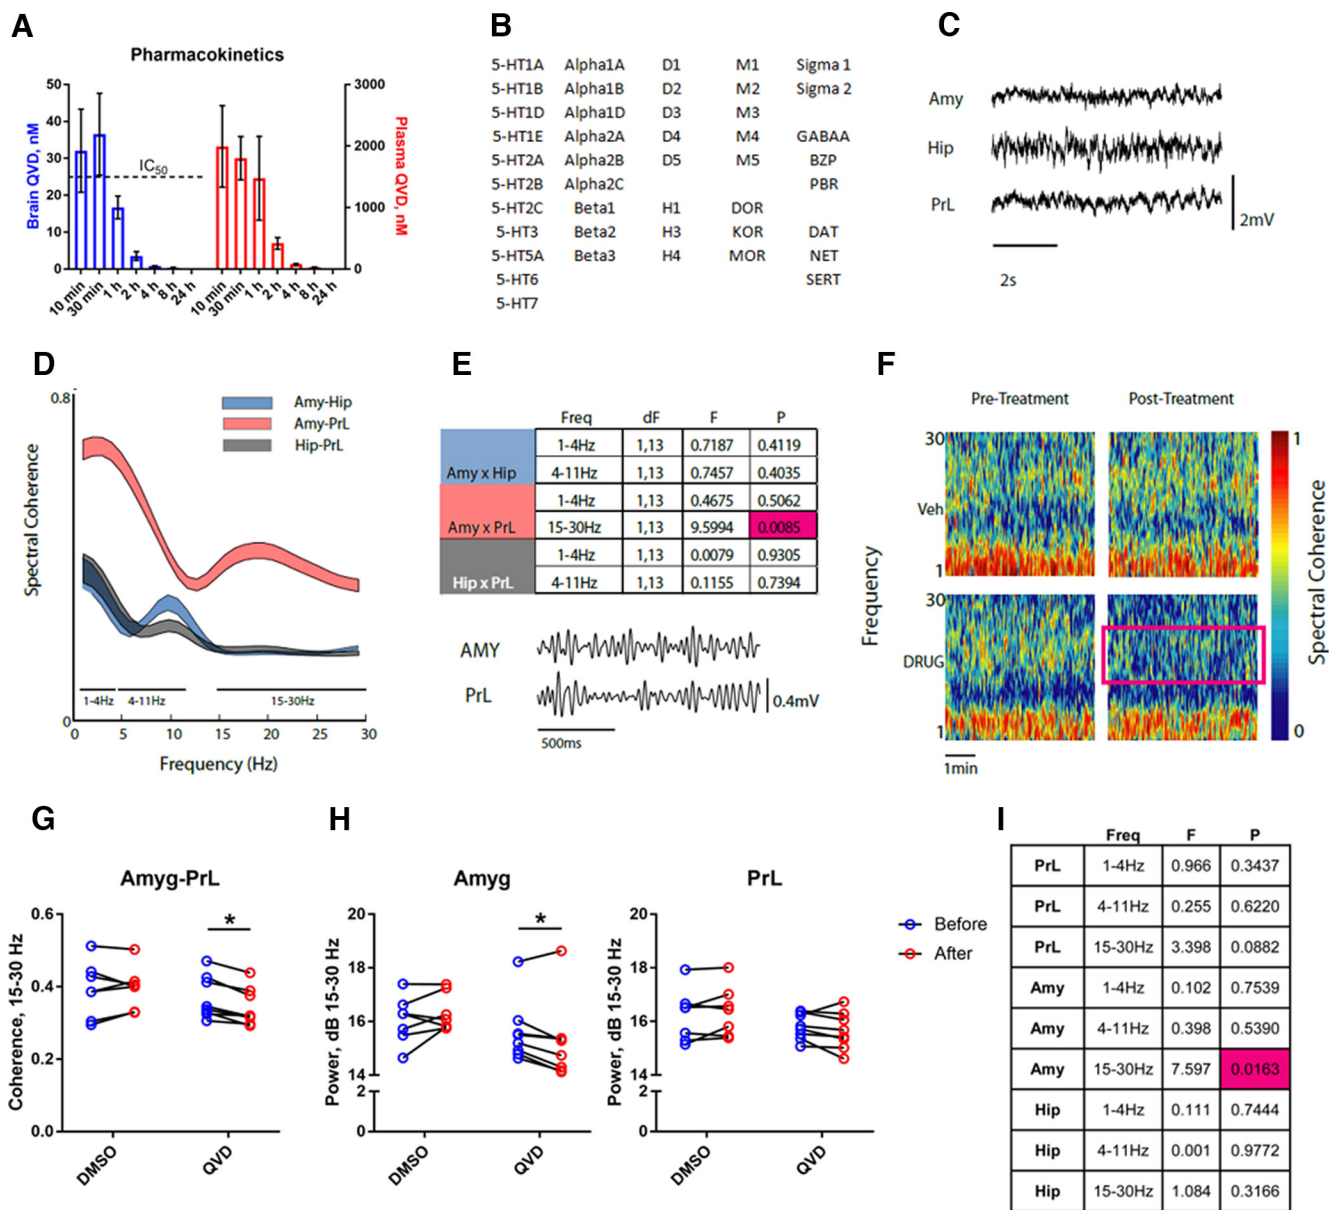 A
Pharmacokinetics
Brain QVD, nM
50
40
30
20
10
0
IC50
3000
2000
1000
0
Plasma QVD, nM
10 min
30 min
1 h
2 h
4 h
8 h
24 h
10 min
30 min
1 h
2 h
4 h
8 h
24 h
B
5-HT1A Alpha1A D1 M1 Sigma 1
5-HT1B Alpha1B D2 M2 Sigma 2
5-HT1D Alpha1D D3 M3
5-HT1E Alpha2A D4 M4 GABAA
5-HT2A Alpha2B D5 M5 BZP
5-HT2B Alpha2C PBR
5-HT2C Beta1 H1 DOR
5-HT3 Beta2 H3 KOR DAT
5-HT5A Beta3 H4 MOR NET
5-HT6 SERT
5-HT7
C
Amy
Hip
PrL
2mV
2s
D
Spectral Coherence
0.8
0
Amy-Hip
Amy-PrL
Hip-PrL
1-4Hz 4-11Hz 15-30Hz
0 5 10 15 20 25 30
Frequency (Hz)
E
Freq dF F P
Amy x Hip
1-4Hz 1,13 0.7187 0.4119
4-11Hz 1,13 0.7457 0.4035
Amy x PrL
1-4Hz 1,13 0.4675 0.5062
15-30Hz 1,13 9.5994 0.0085
Hip x PrL
1-4Hz 1,13 0.0079 0.9305
4-11Hz 1,13 0.1155 0.7394
AMY
PrL
0.4mV
500ms
F
Pre-Treatment Post-Treatment
Frequency
30
Veh
1
30
DRUG
1
1min
1
0
Spectral Coherence
G
Amyg-PrL
Coherence, 15-30 Hz
0.6
0.4
0.2
0.0
*
DMSO
QVD
H
Amyg
Power, dB 15-30 Hz
20
18
16
14
2
0
*
DMSO
QVD
PrL
Power, dB 15-30 Hz
20
18
16
14
2
0
DMSO
QVD
Before
After
I
Freq F P
PrL 1-4Hz 0.966 0.3437
PrL 4-11Hz 0.255 0.6220
PrL 15-30Hz 3.398 0.0882
Amy 1-4Hz 0.102 0.7539
Amy 4-11Hz 0.398 0.5390
Amy 15-30Hz 7.597 0.0163
Hip 1-4Hz 0.111 0.7444
Hip 4-11Hz 0.001 0.9772
Hip 15-30Hz 1.084 0.3166